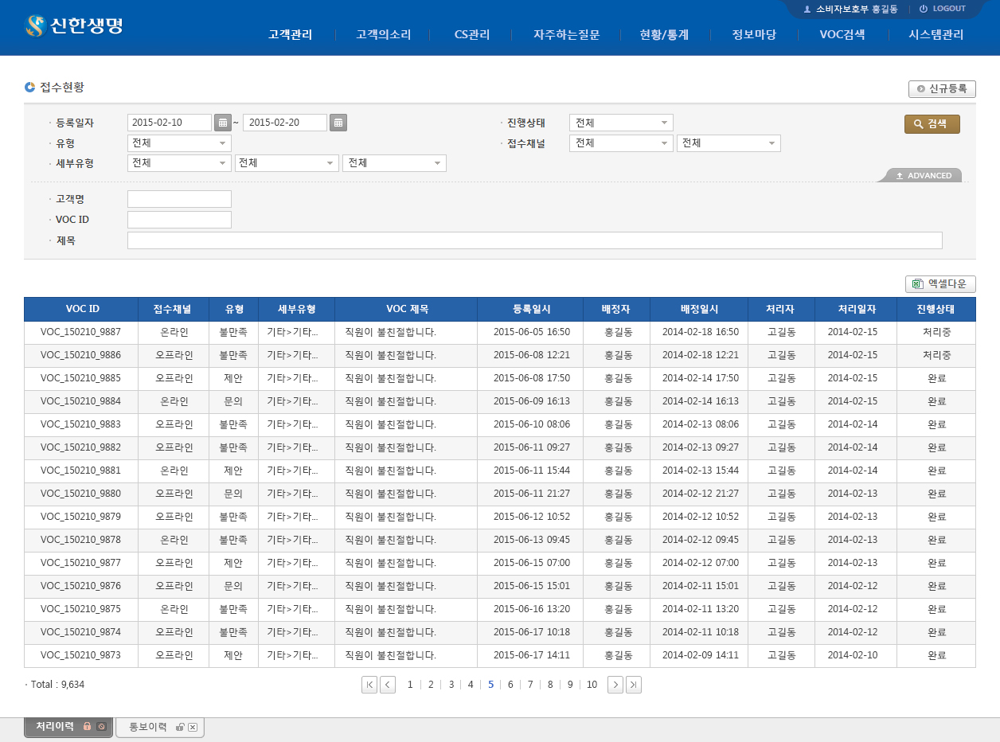 소비자보호부 홍길동 LOGOUT
신한생명
고객관리 고객의소리 CS관리 자주하는질문 현황/통계 정보마당 VOC검색 시스템관리
접수현황 신규등록
· 등록일자 2015-02-10 ~ 2015-02-20 · 진행상태 전체 검색
· 유형 전체 · 접수채널 전체 전체
· 세부유형 전체 전체 전체
ADVANCED
· 고객명
· VOC ID
· 제목
엑셀다운
VOC ID 접수채널 유형 세부유형 VOC 제목 등록일시 배정자 배정일시 처리자 처리일자 진행상태
VOC_150210_9887 온라인 불만족 기타>기타... 직원이 불친절합니다. 2015-06-05 16:50 홍길동 2014-02-18 16:50 고길동 2014-02-15 처리중
VOC_150210_9886 오프라인 불만족 기타>기타... 직원이 불친절합니다. 2015-06-08 12:21 홍길동 2014-02-18 12:21 고길동 2014-02-15 처리중
VOC_150210_9885 오프라인 제안 기타>기타... 직원이 불친절합니다. 2015-06-08 17:50 홍길동 2014-02-14 17:50 고길동 2014-02-15 완료
VOC_150210_9884 온라인 문의 기타>기타... 직원이 불친절합니다. 2015-06-09 16:13 홍길동 2014-02-14 16:13 고길동 2014-02-15 완료
VOC_150210_9883 오프라인 불만족 기타>기타... 직원이 불친절합니다. 2015-06-10 08:06 홍길동 2014-02-13 08:06 고길동 2014-02-14 완료
VOC_150210_9882 오프라인 불만족 기타>기타... 직원이 불친절합니다. 2015-06-11 09:27 홍길동 2014-02-13 09:27 고길동 2014-02-14 완료
VOC_150210_9881 온라인 제안 기타>기타... 직원이 불친절합니다. 2015-06-11 15:44 홍길동 2014-02-13 15:44 고길동 2014-02-14 완료
VOC_150210_9880 오프라인 문의 기타>기타... 직원이 불친절합니다. 2015-06-11 21:27 홍길동 2014-02-12 21:27 고길동 2014-02-13 완료
VOC_150210_9879 오프라인 불만족 기타>기타... 직원이 불친절합니다. 2015-06-12 10:52 홍길동 2014-02-12 10:52 고길동 2014-02-13 완료
VOC_150210_9878 온라인 불만족 기타>기타... 직원이 불친절합니다. 2015-06-13 09:45 홍길동 2014-02-12 09:45 고길동 2014-02-13 완료
VOC_150210_9877 오프라인 제안 기타>기타... 직원이 불친절합니다. 2015-06-15 07:00 홍길동 2014-02-12 07:00 고길동 2014-02-13 완료
VOC_150210_9876 오프라인 문의 기타>기타... 직원이 불친절합니다. 2015-06-15 15:01 홍길동 2014-02-11 15:01 고길동 2014-02-12 완료
VOC_150210_9875 온라인 불만족 기타>기타... 직원이 불친절합니다. 2015-06-16 13:20 홍길동 2014-02-11 13:20 고길동 2014-02-12 완료
VOC_150210_9874 오프라인 불만족 기타>기타... 직원이 불친절합니다. 2015-06-17 10:18 홍길동 2014-02-11 10:18 고길동 2014-02-12 완료
VOC_150210_9873 오프라인 제안 기타>기타... 직원이 불친절합니다. 2015-06-17 14:11 홍길동 2014-02-09 14:11 고길동 2014-02-10 완료
· Total : 9,634 1 2 3 4 5 6 7 8 9 10
처리이력 통보이력